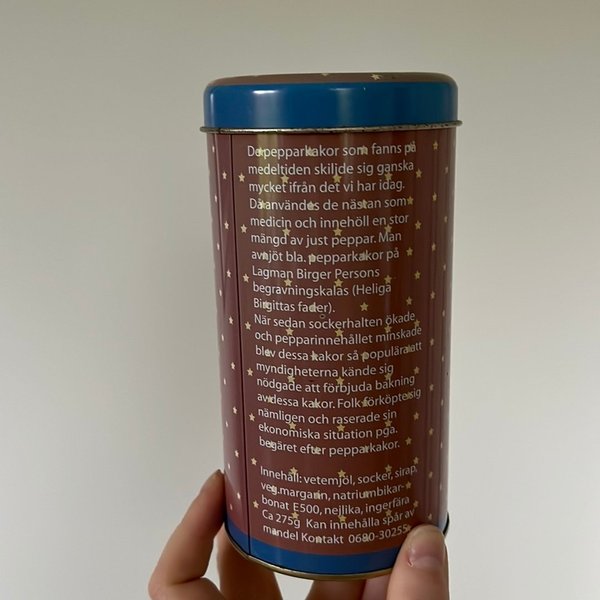 De pepparkakor som fanns på
medeltiden skiljde sig ganska
mycket ifrån det vi har idag.
Då användes de nästan som
medicin och innehöll en stor
mängd av just peppar. Man
avnjöt bla. pepparkakor på
Lagman Birger Persons
begravningskalas (Heliga
Birgittas fader).
När sedan sockerhalten ökade
och pepparinnehållet minskade
blev dessa kakor så populära att
myndigheterna kände sig
nödgade att förbjuda bakning
av dessa kakor. Folk förköpte sig
nämligen och raserade sin
ekonomiska situation pga.
begäret efter pepparkakor.
Innehåll: vetemjöl, socker, sirap,
veg.margarin, natriumbikar-
bonat E500, nejlika, ingerfära
Ca 275g Kan innehålla spår av
mandel Kontakt 0680-30255